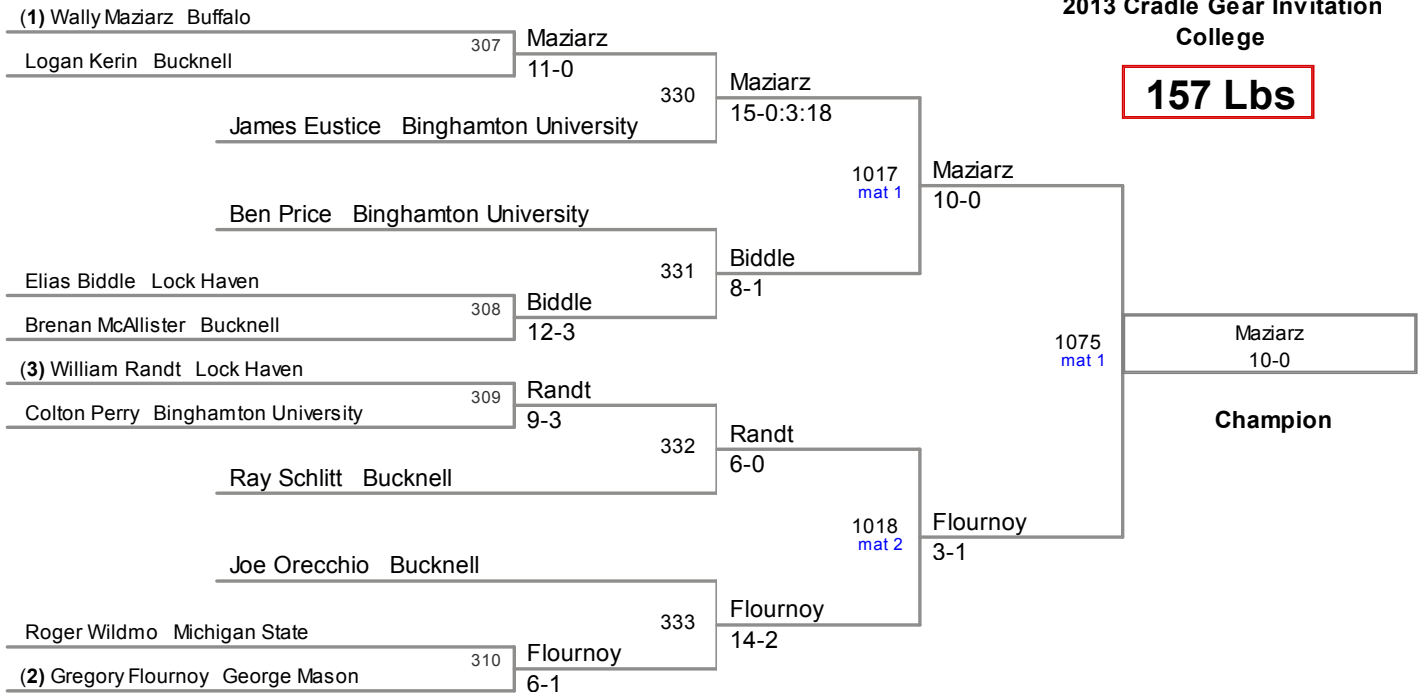 2013 Cradle Gear Invitation
College
157 Lbs
(1) Wally Maziarz Buffalo
Logan Kerin Bucknell
307
Maziarz
11-0
James Eustice Binghamton University
330
Maziarz
15-0:3:18
Ben Price Binghamton University
Elias Biddle Lock Haven
Brenan McAllister Bucknell
308
Biddle
12-3
331
Biddle
8-1
1017
mat 1
Maziarz
10-0
(3) William Randt Lock Haven
Colton Perry Binghamton University
309
Randt
9-3
Ray Schlitt Bucknell
332
Randt
6-0
Joe Orecchio Bucknell
Roger Wildmo Michigan State
(2) Gregory Flournoy George Mason
310
Flournoy
6-1
333
Flournoy
14-2
1018
mat 2
Flournoy
3-1
1075
mat 1
Maziarz
10-0
Champion